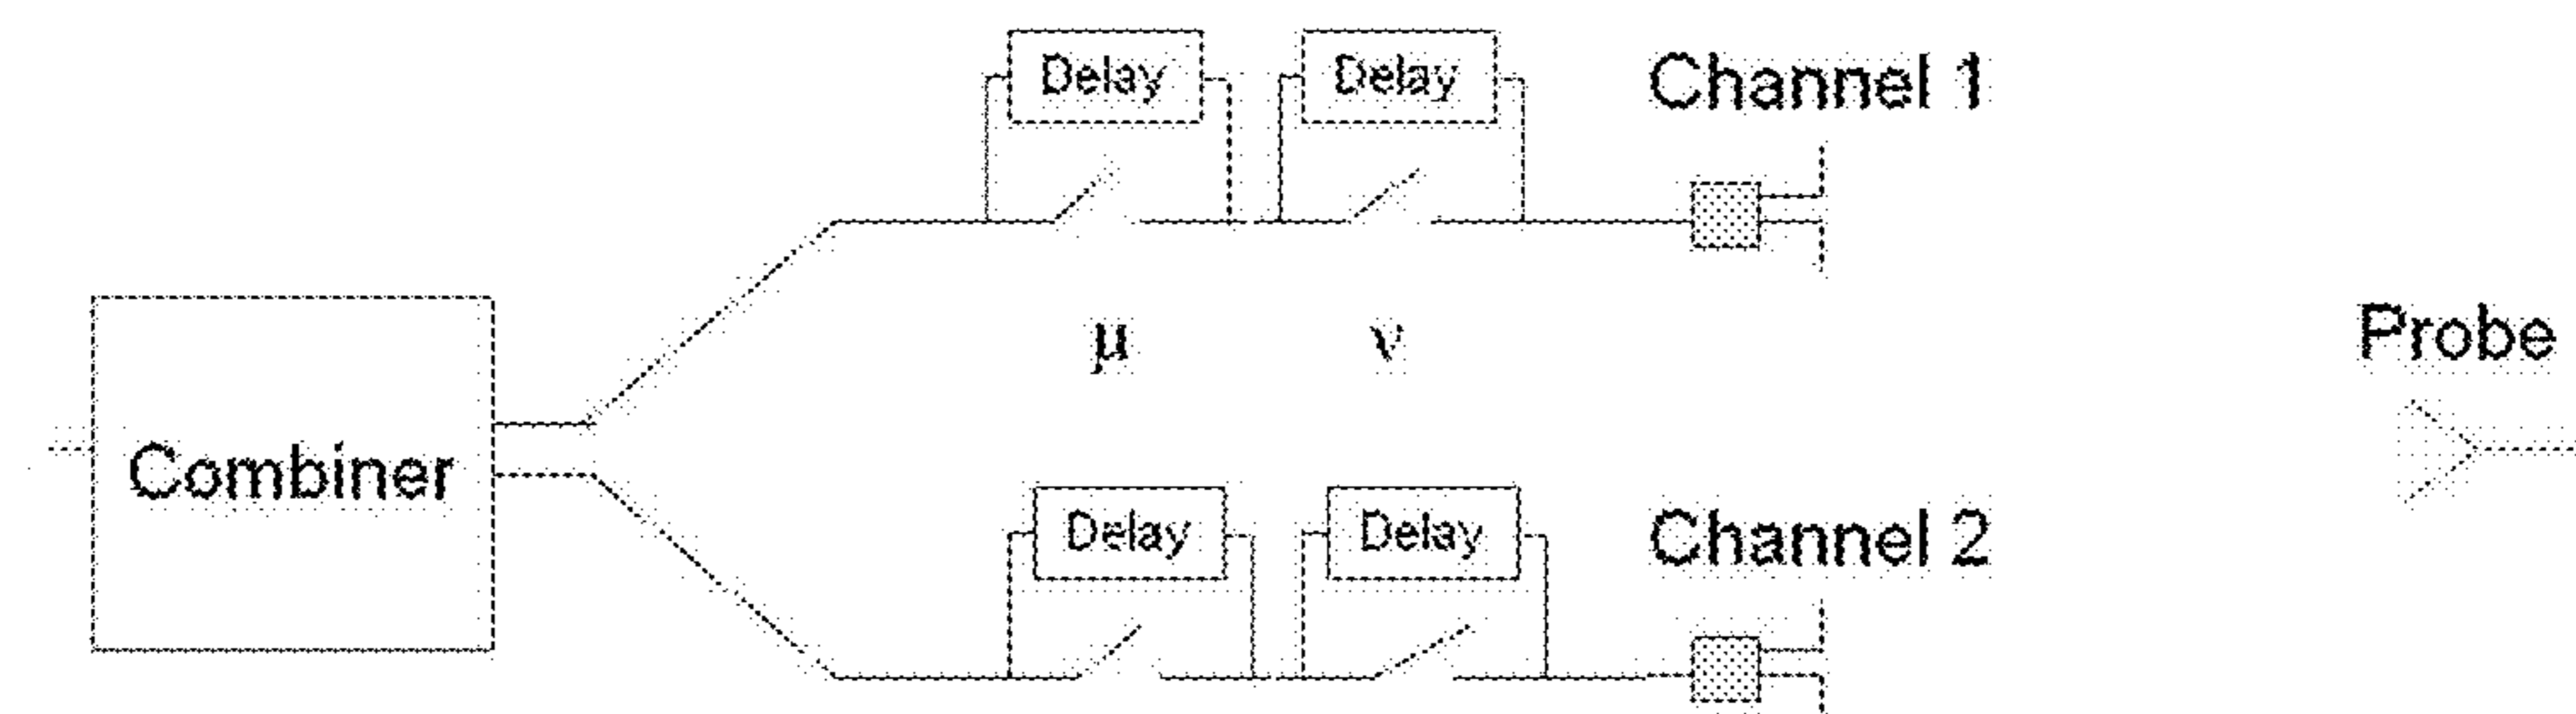 Delay Delay Channel 1
μ ν Probe
Combiner
Delay Delay Channel 2